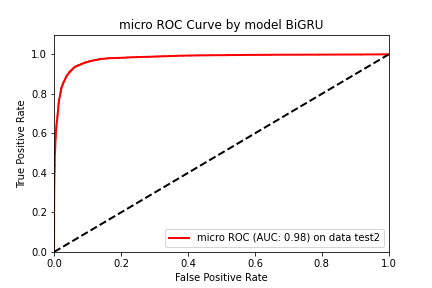 micro ROC Curve by model BiGRU
True Positive Rate
1.0
0.8
0.6
0.4
0.2
0.0
micro ROC (AUC: 0.98) on data test2
0.0 0.2 0.4 0.6 0.8 1.0
False Positive Rate